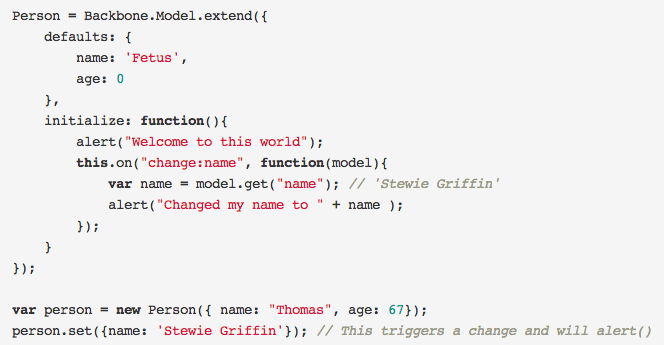 Person = Backbone.Model.extend({
    defaults: {
        name: 'Fetus',
        age: 0
    },
    initialize: function(){
        alert("Welcome to this world");
        this.on("change:name", function(model){
            var name = model.get("name"); // 'Stewie Griffin'
            alert("Changed my name to " + name );
        });
    }
});

var person = new Person({ name: "Thomas", age: 67});
person.set({name: 'Stewie Griffin'}); // This triggers a change and will alert()